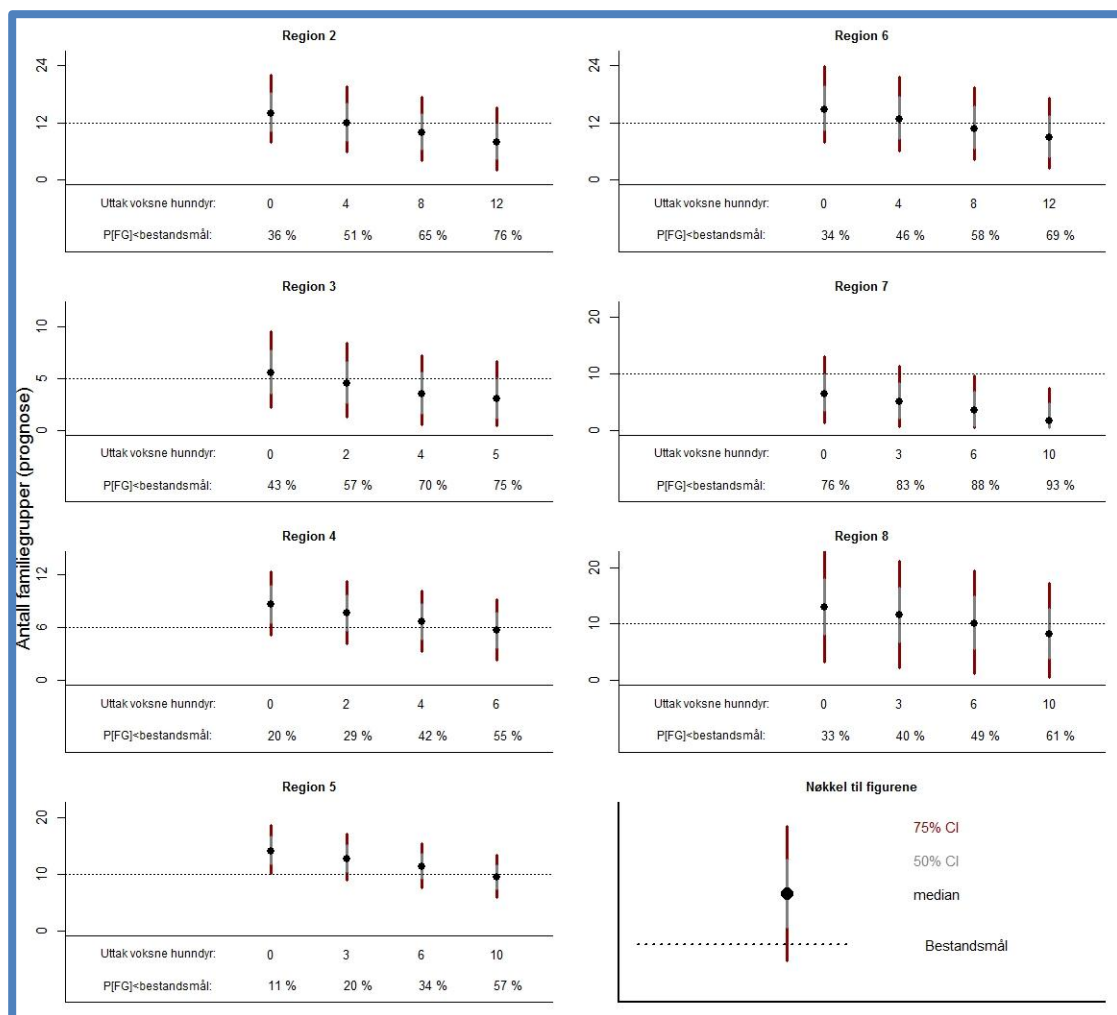 Antall familiegrupper (prognose)
Region 2
24
12
0
Uttak voksne hunndyr: 0 4 8 12
P[FG]<bestandsmål: 36 % 51 % 65 % 76 %
Region 3
10
5
0
Uttak voksne hunndyr: 0 2 4 5
P[FG]<bestandsmål: 43 % 57 % 70 % 75 %
Region 4
12
6
0
Uttak voksne hunndyr: 0 2 4 6
P[FG]<bestandsmål: 20 % 29 % 42 % 55 %
Region 5
20
10
0
Uttak voksne hunndyr: 0 3 6 10
P[FG]<bestandsmål: 11 % 20 % 34 % 57 %
Region 6
24
12
0
Uttak voksne hunndyr: 0 4 8 12
P[FG]<bestandsmål: 34 % 46 % 58 % 69 %
Region 7
20
10
0
Uttak voksne hunndyr: 0 3 6 10
P[FG]<bestandsmål: 76 % 83 % 88 % 93 %
Region 8
20
10
0
Uttak voksne hunndyr: 0 3 6 10
P[FG]<bestandsmål: 33 % 40 % 49 % 61 %
Nøkkel til figurene
75% CI
50% CI
median
Bestandsmål